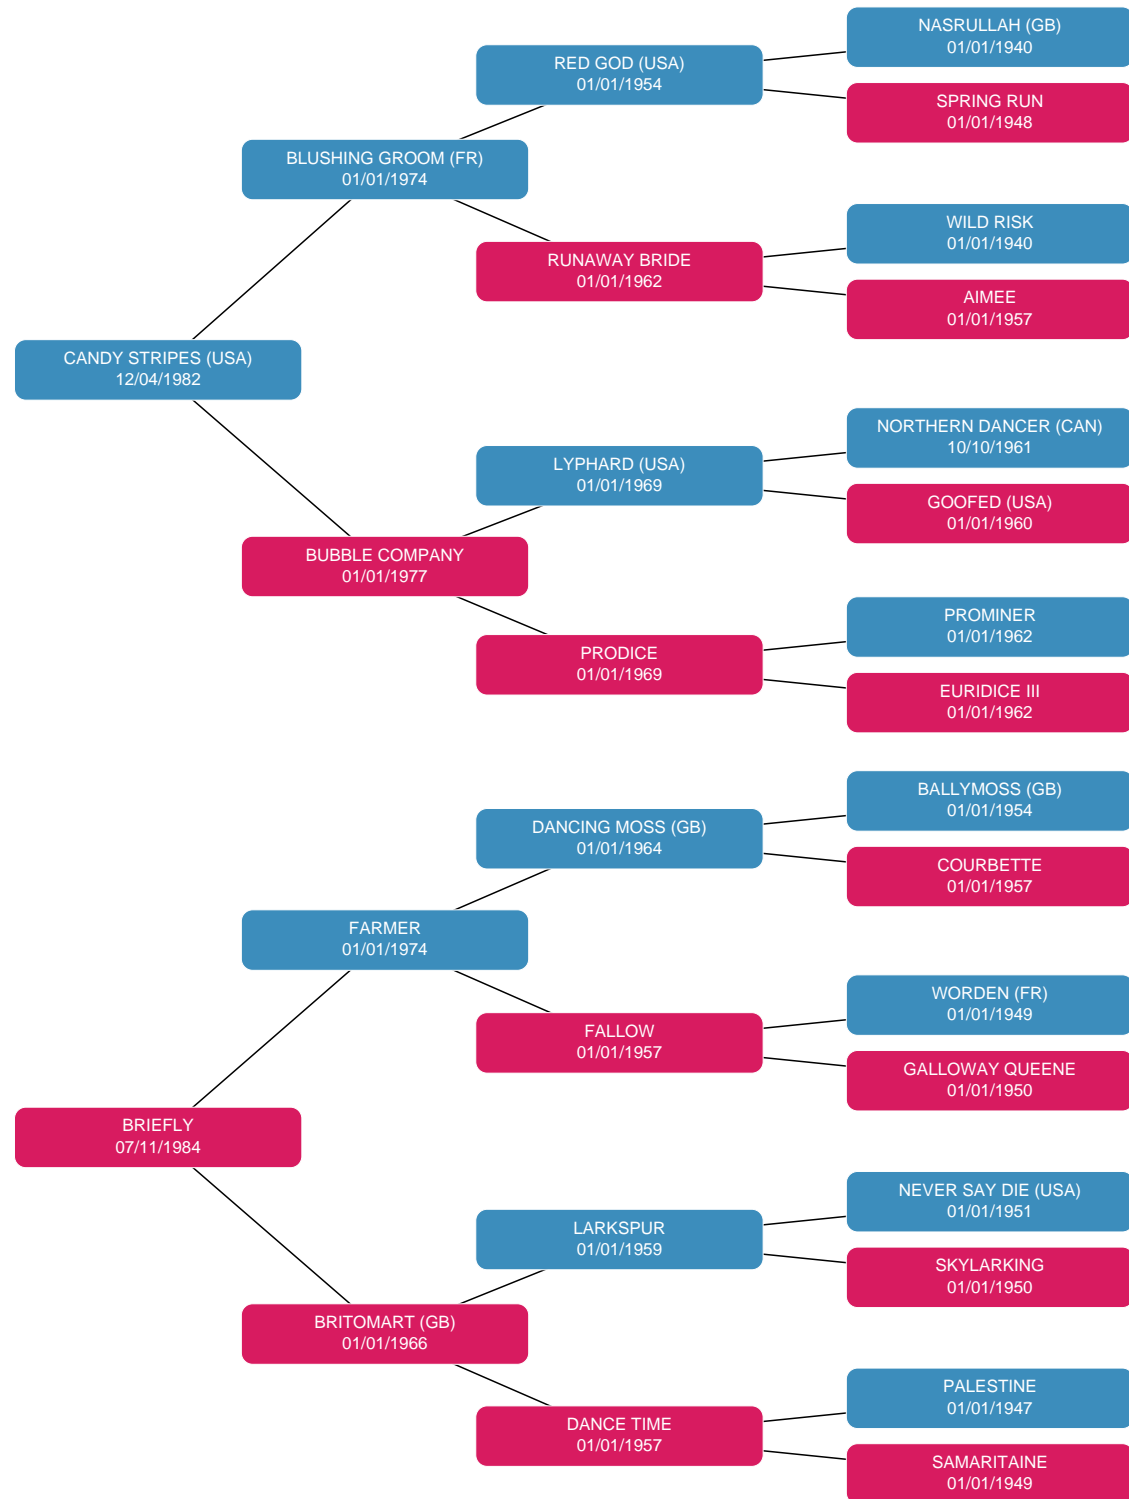 NASRULLAH (GB)
01/01/1940
RED GOD (USA)
01/01/1954
SPRING RUN
01/01/1948
BLUSHING GROOM (FR)
01/01/1974
WILD RISK
01/01/1940
RUNAWAY BRIDE
01/01/1962
AIMEE
01/01/1957
CANDY STRIPES (USA)
12/04/1982
NORTHERN DANCER (CAN)
10/10/1961
LYPHARD (USA)
01/01/1969
GOOFED (USA)
01/01/1960
BUBBLE COMPANY
01/01/1977
PROMINER
01/01/1962
PRODICE
01/01/1969
EURIDICE III
01/01/1962
BALLYMOSS (GB)
01/01/1954
DANCING MOSS (GB)
01/01/1964
COURBETTE
01/01/1957
FARMER
01/01/1974
WORDEN (FR)
01/01/1949
FALLOW
01/01/1957
GALLOWAY QUEENE
01/01/1950
BRIEFLY
07/11/1984
NEVER SAY DIE (USA)
01/01/1951
LARKSPUR
01/01/1959
SKYLARKING
01/01/1950
BRITOMART (GB)
01/01/1966
PALESTINE
01/01/1947
DANCE TIME
01/01/1957
SAMARITAINE
01/01/1949